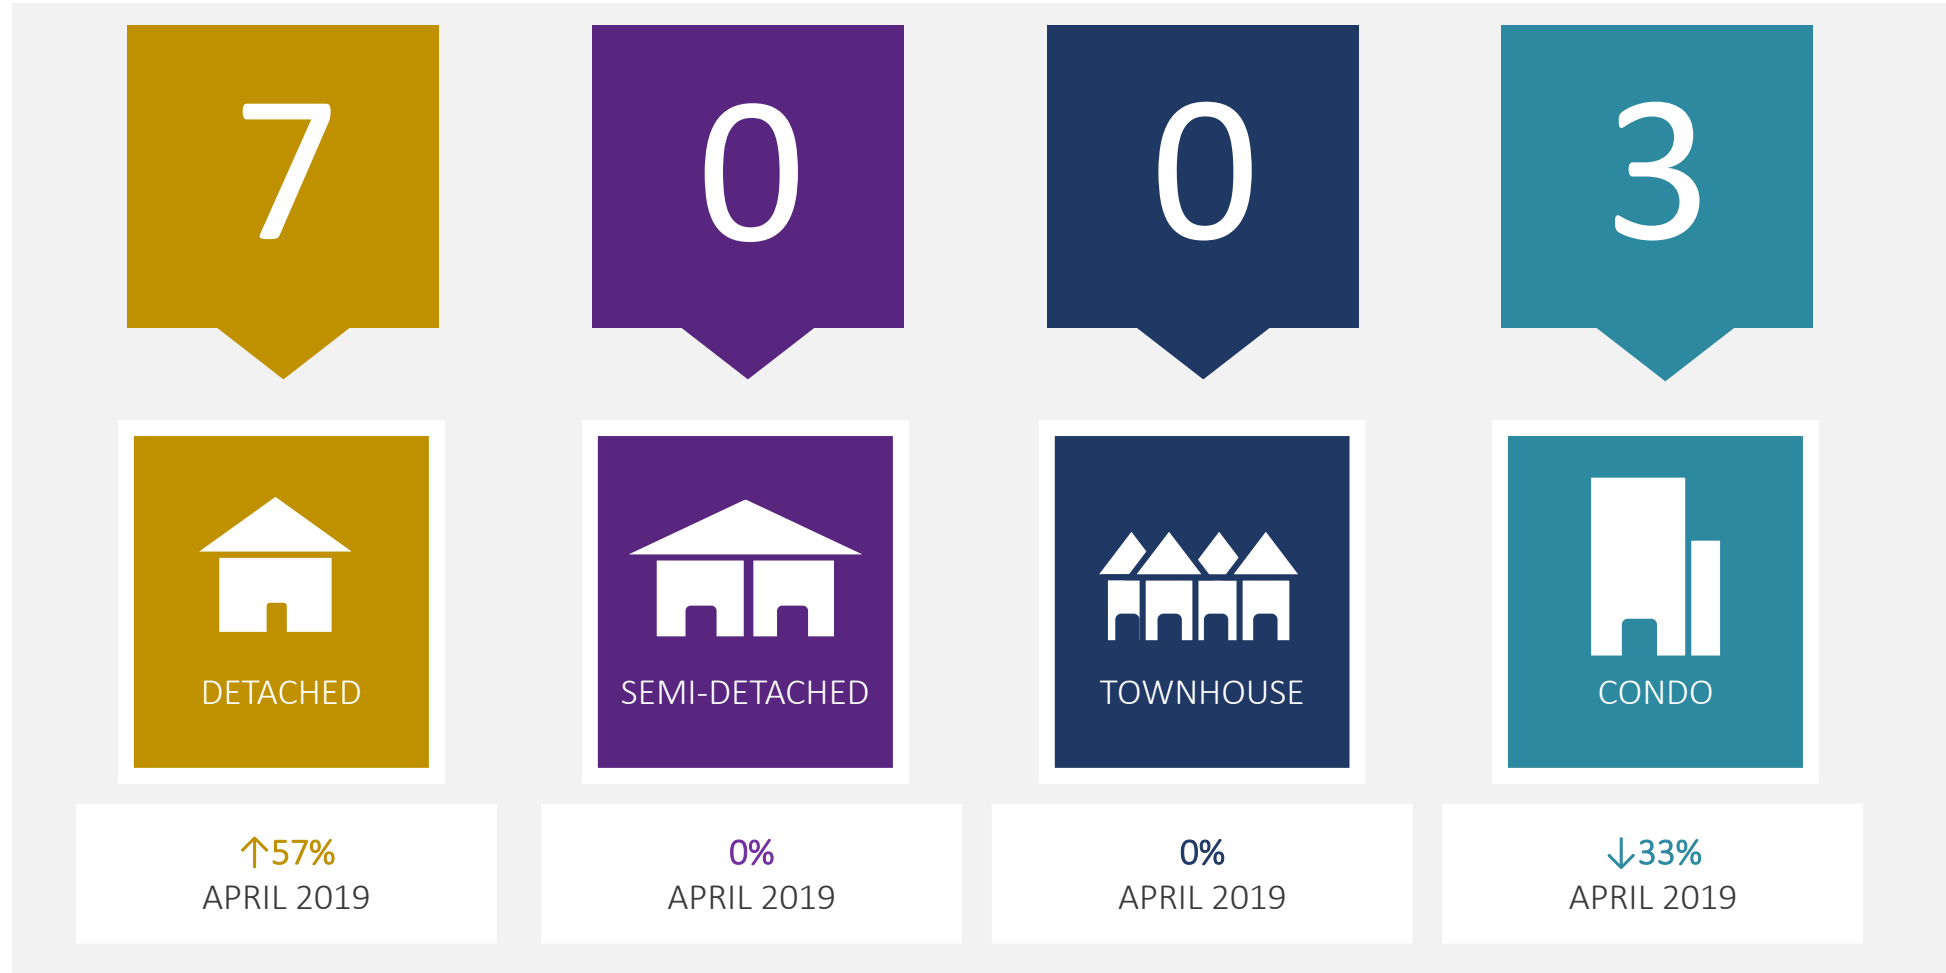 7
0
0
3
DETACHED
SEMI-DETACHED
TOWNHOUSE
CONDO
↑57%
APRIL 2019
0%
APRIL 2019
0%
APRIL 2019
↓33%
APRIL 2019